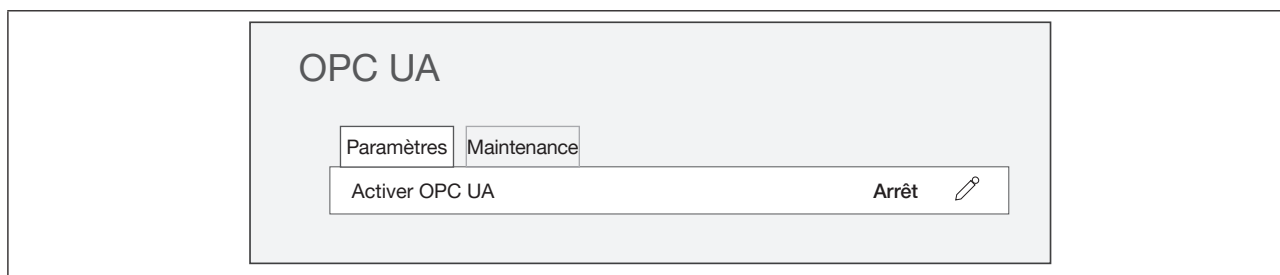 OPC UA
Paramètres Maintenance
Activer OPC UA Arrêt